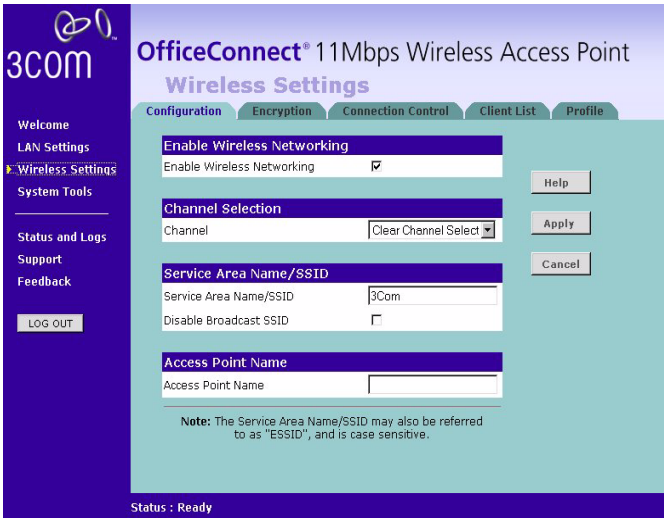 3COM
OfficeConnect® 11Mbps Wireless Access Point
Wireless Settings
Configuration Encryption Connection Control Client List Profile
Welcome
LAN Settings
Wireless Settings
System Tools
Status and Logs
Support
Feedback
LOG OUT
Enable Wireless Networking
Enable Wireless Networking
Channel Selection
Channel Clear Channel Select
Service Area Name/SSID
Service Area Name/SSID 3Com
Disable Broadcast SSID
Access Point Name
Access Point Name
Note: The Service Area Name/SSID may also be referred
to as "ESSID", and is case sensitive.
Help
Apply
Cancel
Status : Ready